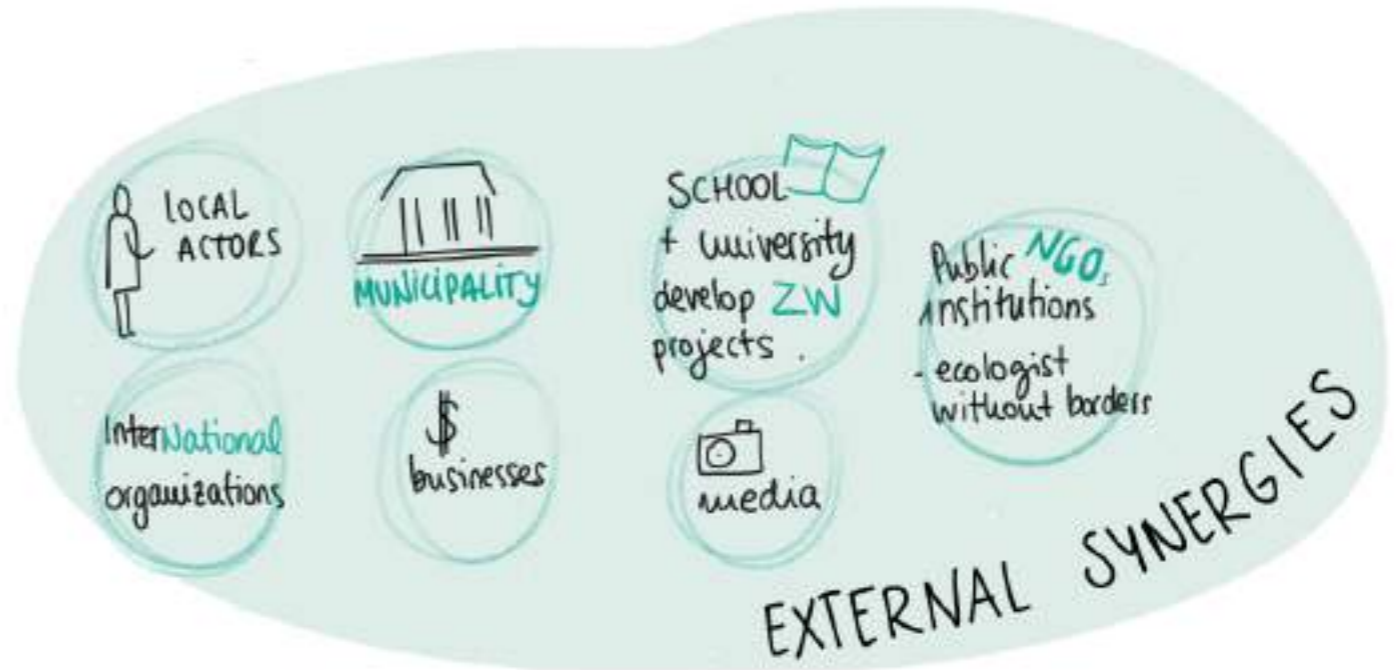 LOCAL
ACTORS
MUNICIPALITY
SCHOOL
+ university
develop ZW
projects .
Public NGOs
institutions
- ecologist
without borders
InterNational
organizations
$
businesses
media
EXTERNAL SYNERGIES